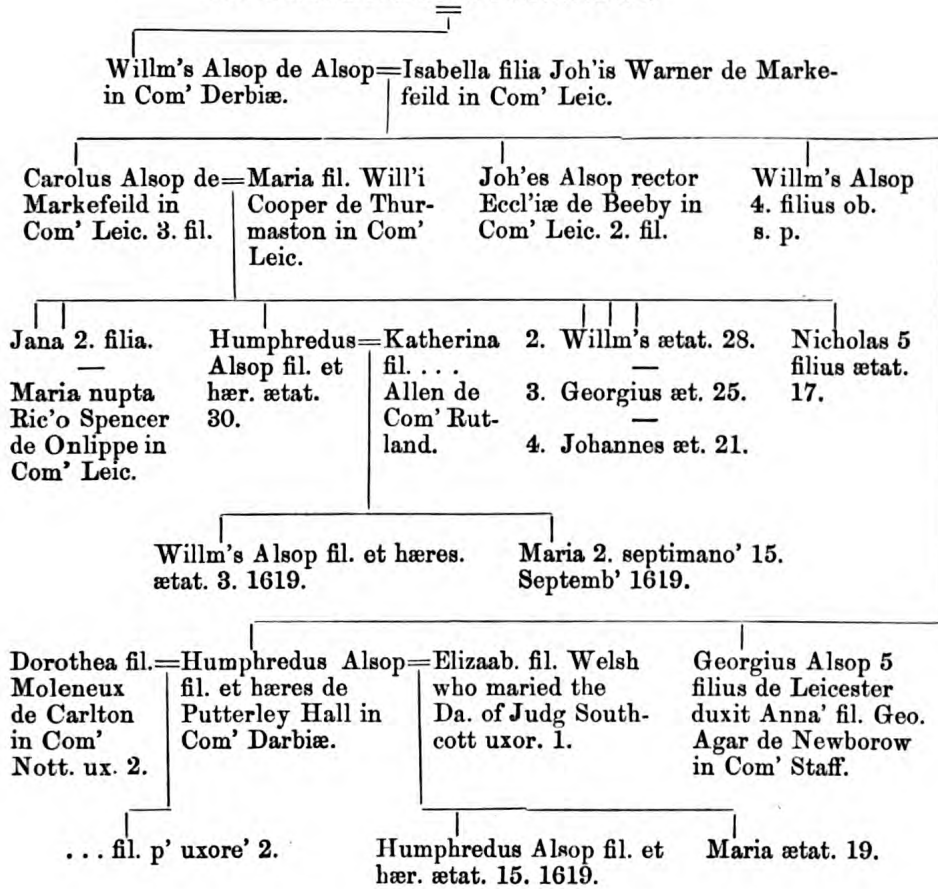 Willm's Alsop de Alsop=Isabella filia Joh'is Warner de Marke-
in Com' Derbiæ. feild in Com' Leic.
Carolus Alsop de=Maria fil. Will'i
Markefeild in Cooper de Thur-
Com' Leic. 3. fil. maston in Com'
Leic.
Joh'es Alsop rector
Eccl'iæ de Beeby in
Com' Leic. 2. fil.
Willm's Alsop
4. filius ob.
s. p.
Jana 2. filia.
—
Maria nupta
Ric'o Spencer
de Onlippe in
Com' Leic.
Humphredus=Katherina
Alsop fil. et fil. . . .
hær. ætat. Allen de
30. Com' Rut-
land.
2. Willm's ætat. 28.
—
3. Georgius æt. 25.
—
4. Johannes æt. 21.
Nicholas 5
filius ætat.
17.
Willm's Alsop fil. et hæres.
ætat. 3. 1619.
Maria 2. septimano' 15.
Septemb' 1619.
Dorothea fil.=Humphredus Alsop=Elizaab. fil. Welsh
Moleneux fil. et hæres de who maried the
de Carlton Putterley Hall in Da. of Judg South-
in Com' Com' Darbiæ. cott uxor. 1.
Nott. ux. 2.
Georgius Alsop 5
filius de Leicester
duxit Anna' fil. Geo.
Agar de Newborow
in Com' Staff.
. . . fil. p' uxore' 2.
Humphredus Alsop fil. et
hær. ætat. 15. 1619.
Maria ætat. 19.